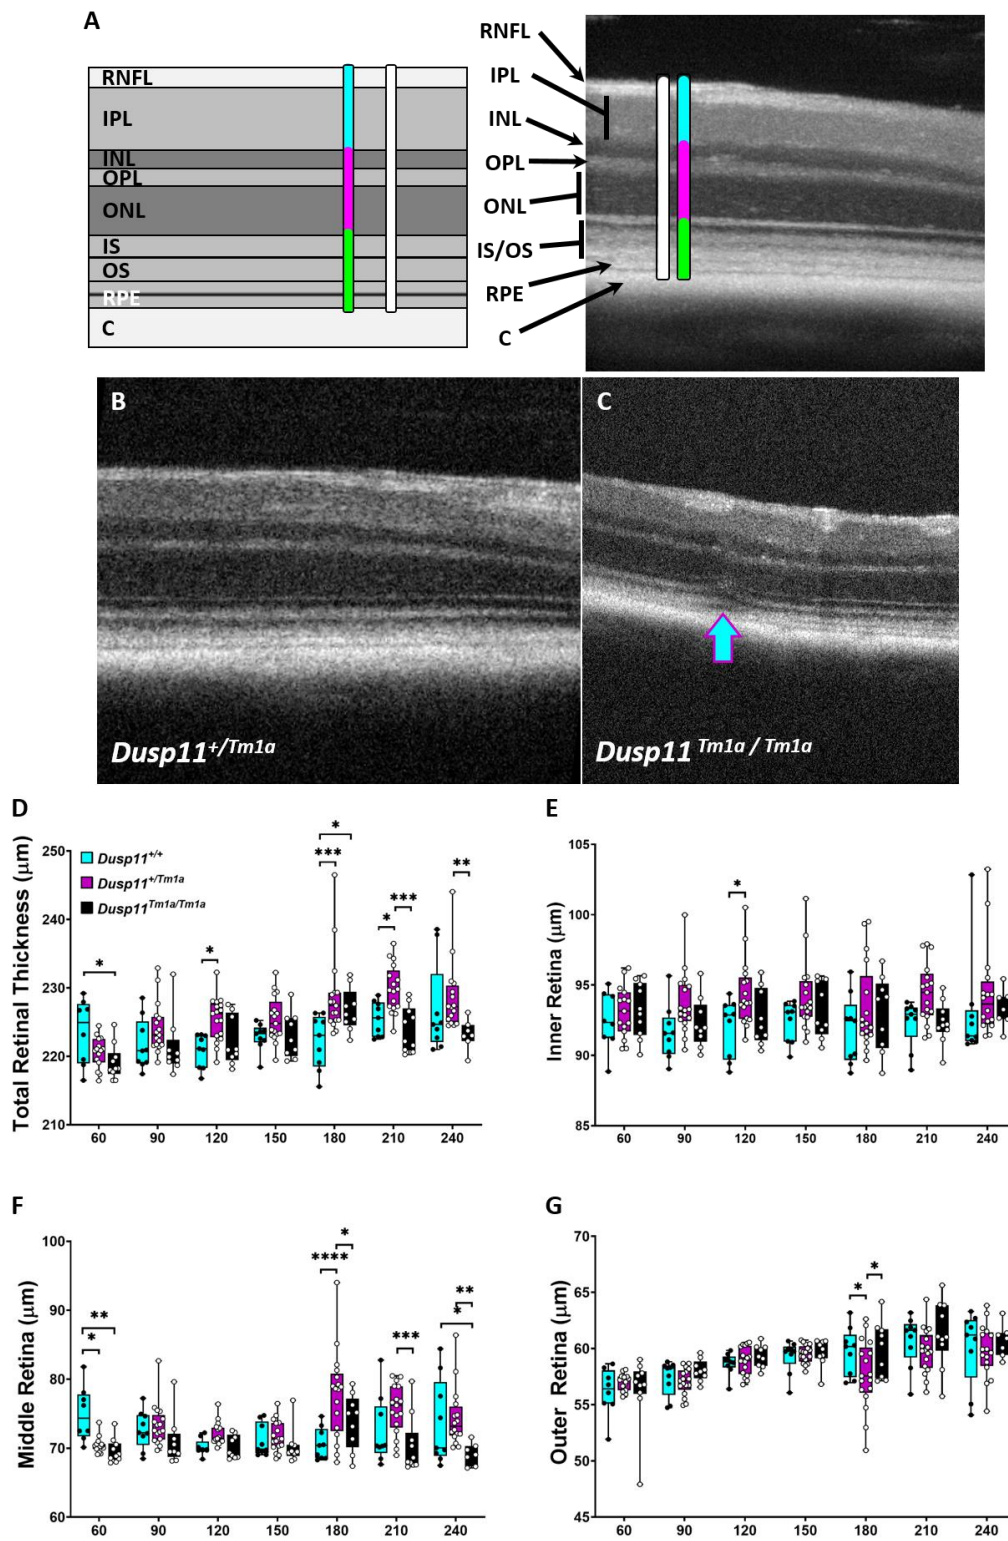 A
RNFL
IPL
INL
OPL
ONL
IS
OS
RPE
C
RNFL
IPL
INL
OPL
ONL
IS/OS
RPE
C
B
Dusp11+/Tm1a
C
Dusp11 Tm1a / Tm1a
D
Total Retinal Thickness (μm)
250
240
230
220
210
Dusp11+/+
Dusp11+/Tm1a
Dusp11Tm1a/Tm1a
*
*
*
***
*
***
**
60 90 120 150 180 210 240
E
Inner Retina (μm)
105
100
95
90
85
*
60 90 120 150 180 210 240
F
Middle Retina (μm)
100
90
80
70
60
**
*
*
****
***
**
*
60 90 120 150 180 210 240
G
Outer Retina (μm)
70
65
60
55
50
45
*
*
60 90 120 150 180 210 240